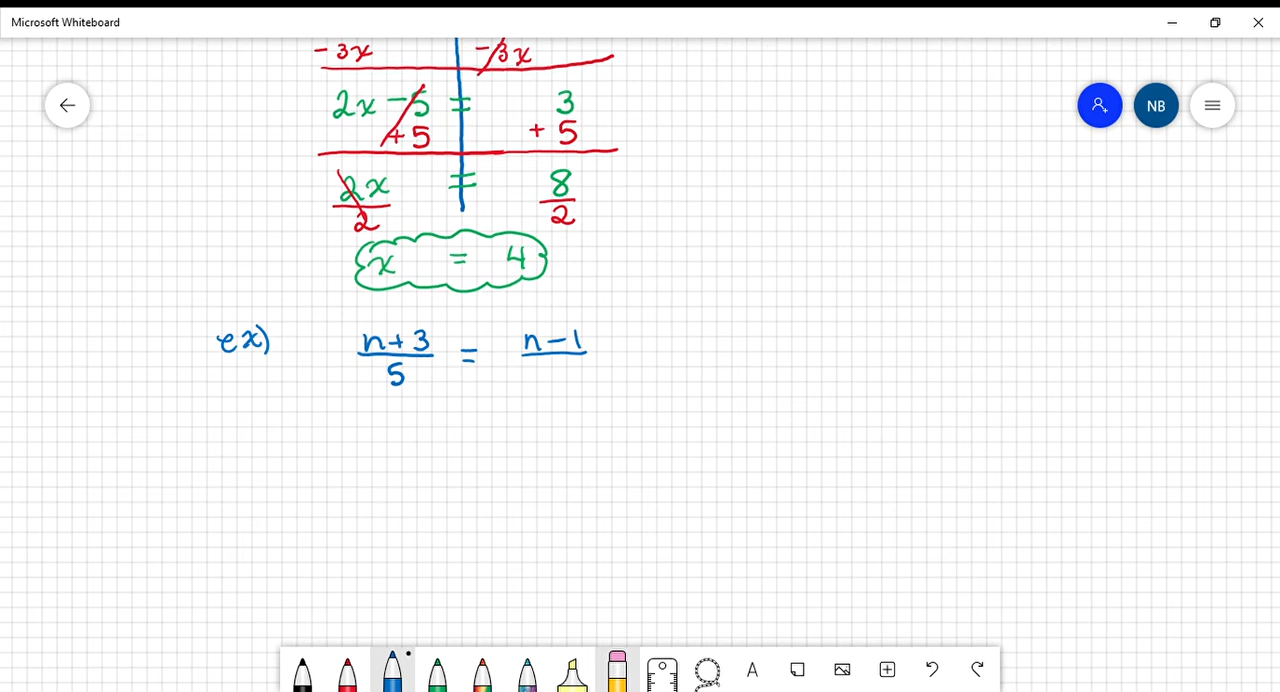 Microsoft Whiteboard
- 3x - 3x
2x - 5 = 3
+ 5 + 5
2x = 8
2 2
x = 4
NB
ex) n + 3 = n - 1
5
A